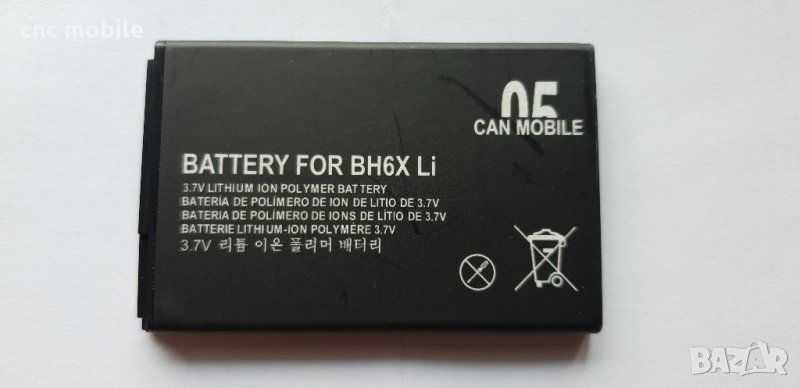 cnc mobile
05
CAN MOBILE
BATTERY FOR BH6X Li
3.7V LITHIUM ION POLYMER BATTERY
BATERÍA DE POLÍMERO DE ION DE LITIO DE 3.7V
BATERIA DE POLÍMERO DE IONS DE LÍTIO DE 3.7V
BATTERIE LITHIUM-ION POLYMÈRE 3.7V
3.7V 리튬 이온 폴리머 배터리
BAZAR